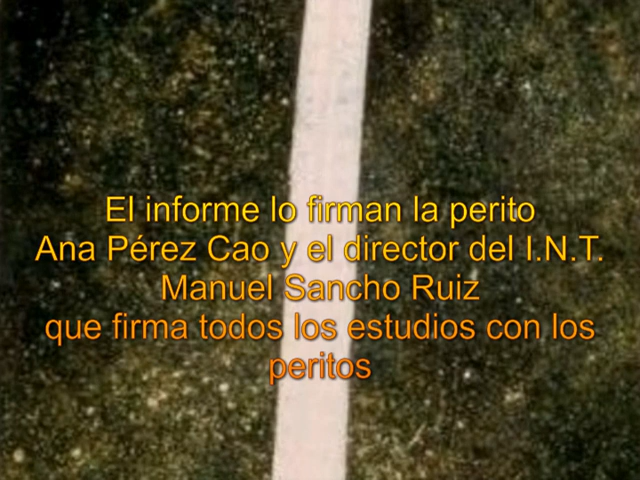 El informe lo firman la perito
Ana Pérez Cao y el director del I.N.T.
Manuel Sancho Ruiz
que firma todos los estudios con los
peritos